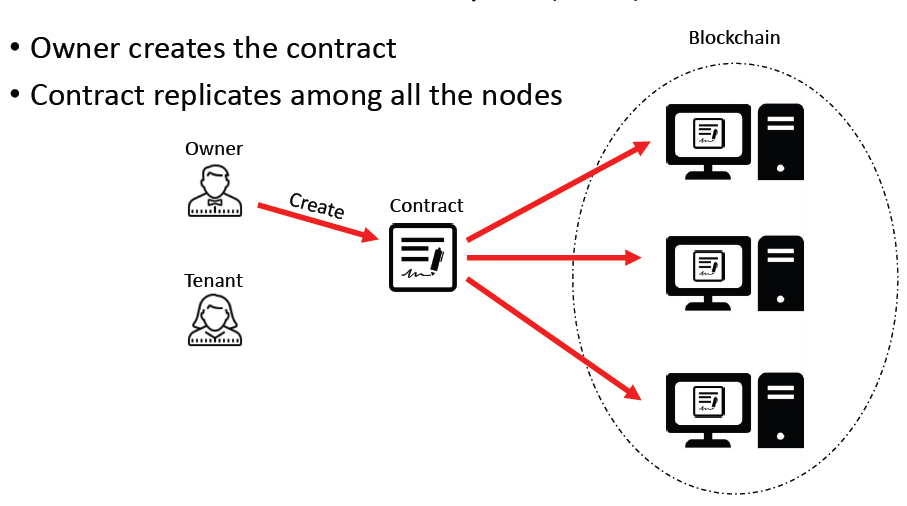 • Owner creates the contract
• Contract replicates among all the nodes
Blockchain
Owner
Create
Contract
Tenant